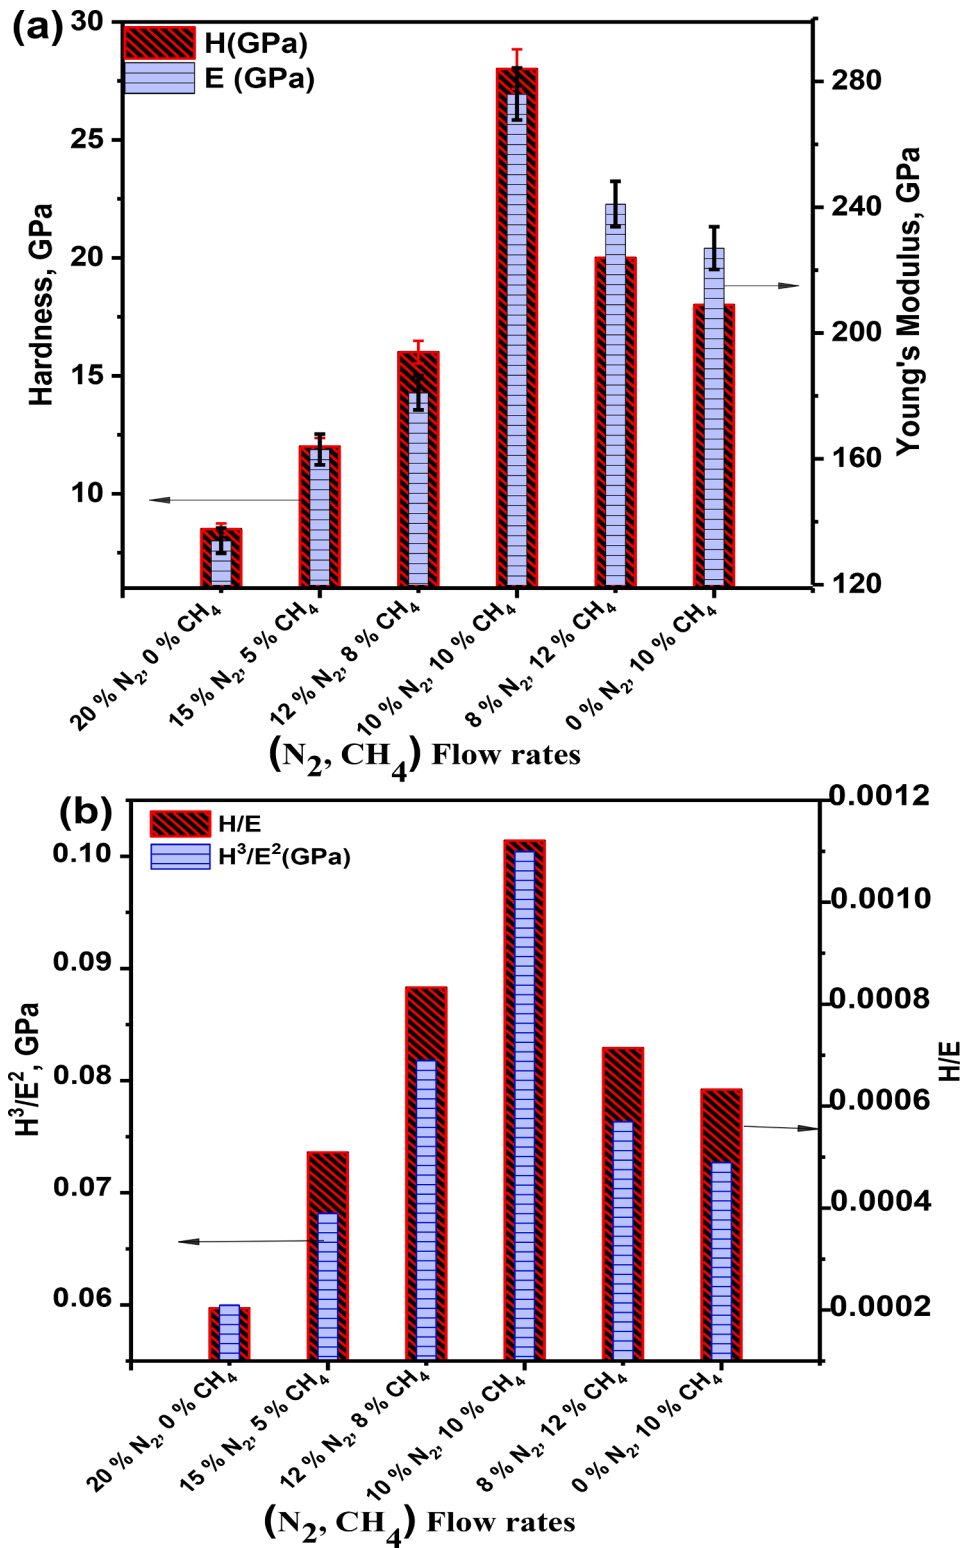 (a)
H(GPa)
E (GPa)
30
25
20
15
10
Hardness, GPa
280
240
200
160
120
Young's Modulus, GPa
20 % N₂, 0 % CH₄
15 % N₂, 5 % CH₄
12 % N₂, 8 % CH₄
10 % N₂, 10 % CH₄
8 % N₂, 12 % CH₄
0 % N₂, 10 % CH₄
(N₂, CH₄) Flow rates
(b)
H/E
H³/E²(GPa)
0.10
0.09
0.08
0.07
0.06
H³/E², GPa
0.0012
0.0010
0.0008
0.0006
0.0004
0.0002
H/E
20 % N₂, 0 % CH₄
15 % N₂, 5 % CH₄
12 % N₂, 8 % CH₄
10 % N₂, 10 % CH₄
8 % N₂, 12 % CH₄
0 % N₂, 10 % CH₄
(N₂, CH₄) Flow rates